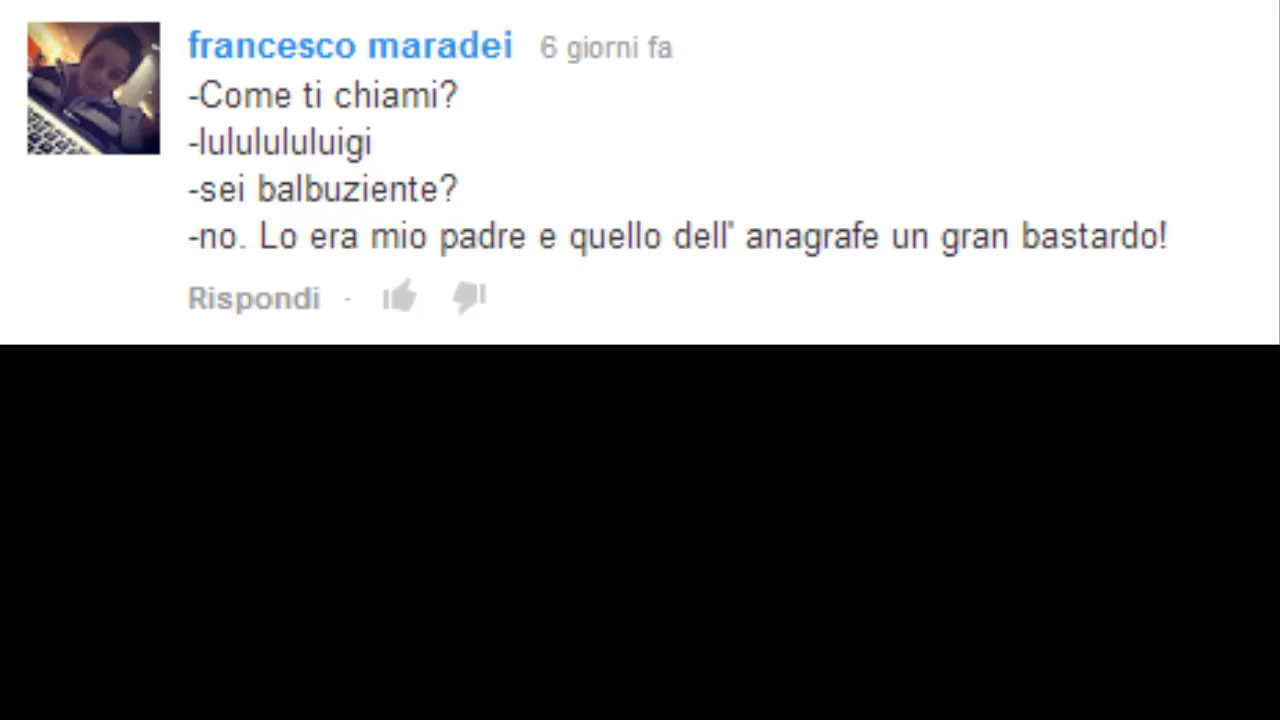 francesco maradei 6 giorni fa
-Come ti chiami?
-lululululuigi
-sei balbuziente?
-no. Lo era mio padre e quello dell' anagrafe un gran bastardo!
Rispondi ·